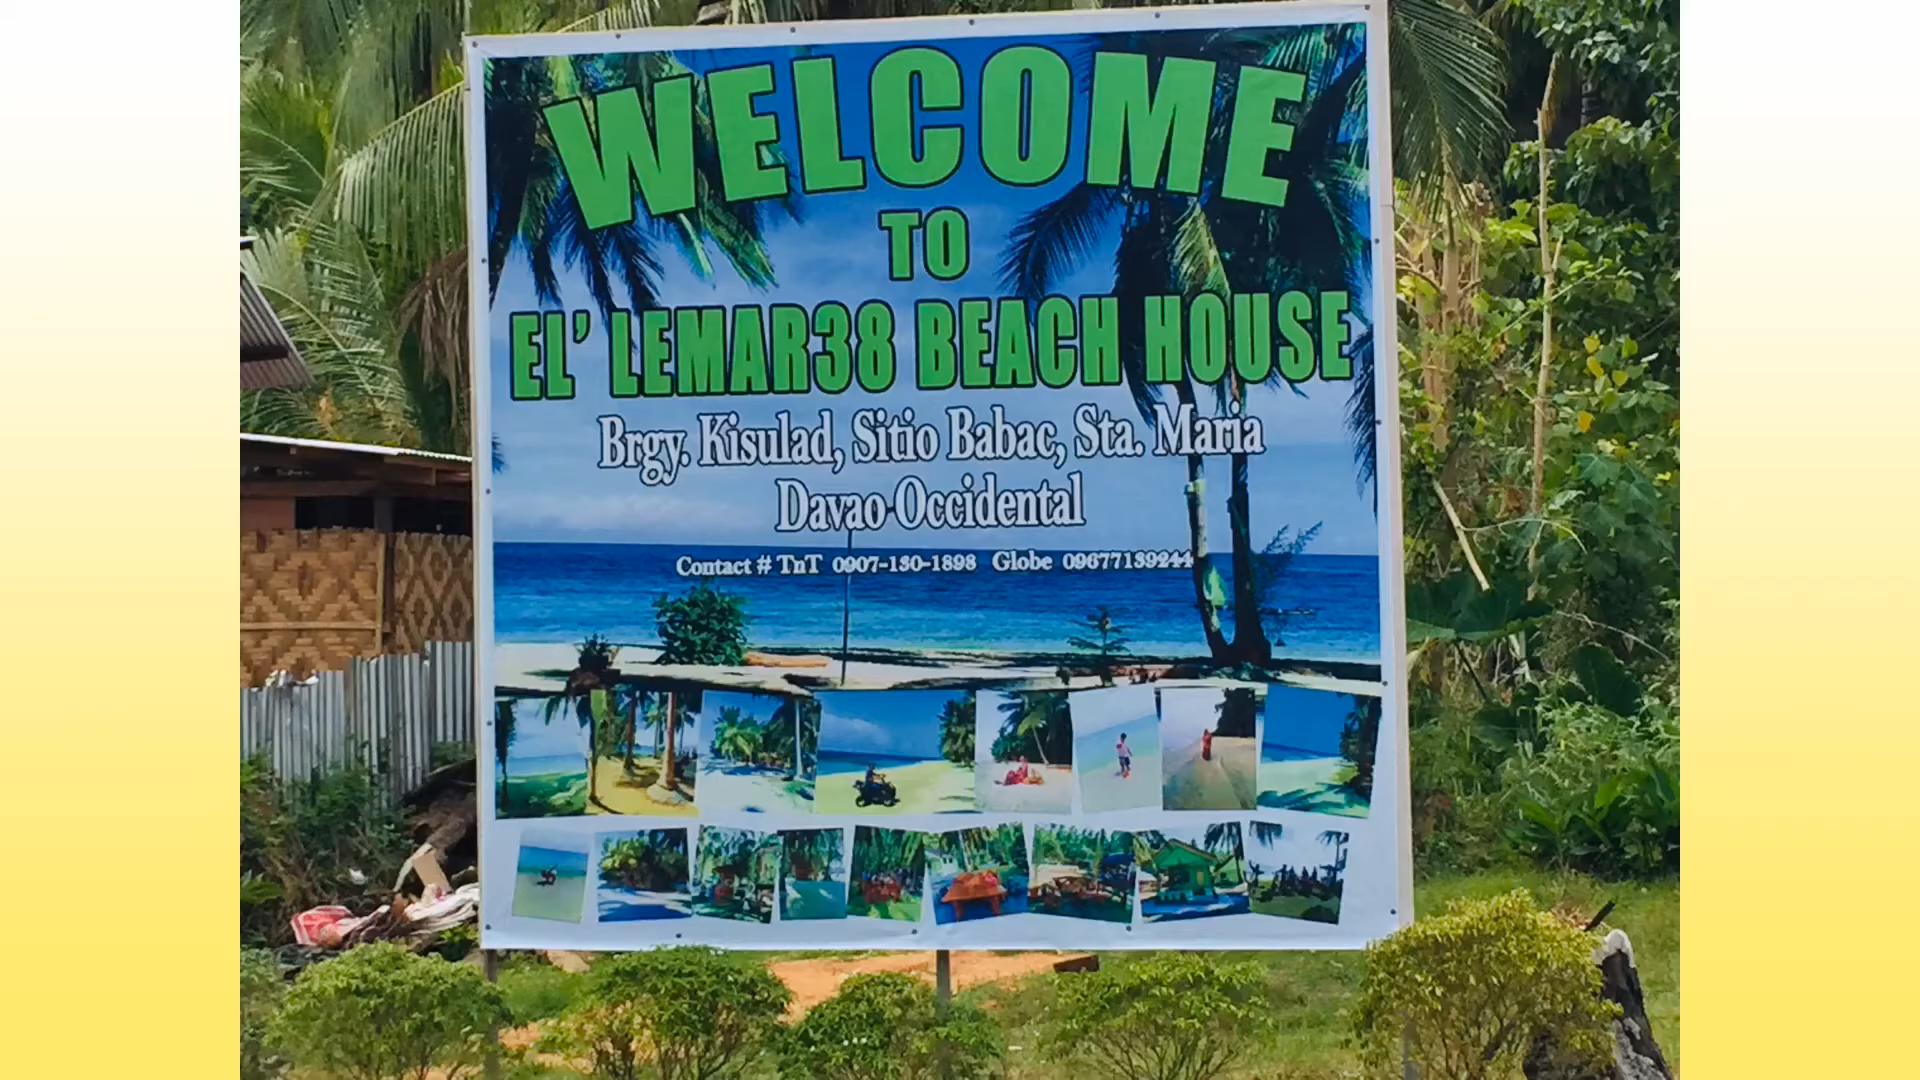 WELCOME
TO
EL' LEMAR38 BEACH HOUSE
Brgy. Kisulad, Sitio Babac, Sta. Maria
Davao Occidental
Contact # TnT 0907-130-1898 Globe 09677139244